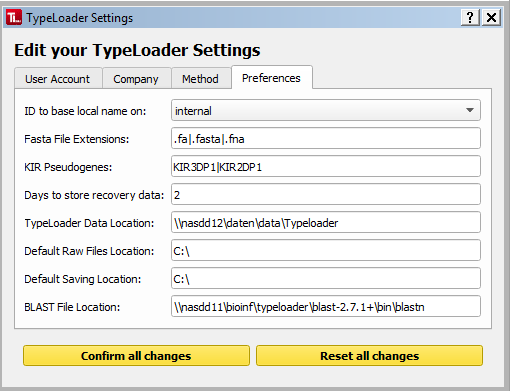 TypeLoader Settings
Edit your TypeLoader Settings
User Account
Company
Method
Preferences
ID to base local name on: internal
Fasta File Extensions: .fa|.fasta|.fna
KIR Pseudogenes: KIR3DP1|KIR2DP1
Days to store recovery data: 2
TypeLoader Data Location: \\nasdd12\daten\data\Typeloader
Default Raw Files Location: C:\
Default Saving Location: C:\
BLAST File Location: \\nasdd11\bioinf\typeloader\blast-2.7.1+\bin\blastn
Confirm all changes
Reset all changes